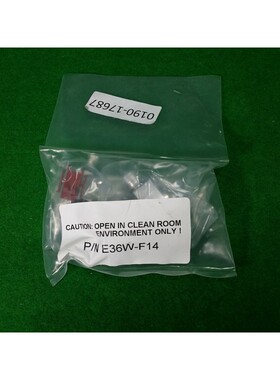 0190-17687
CAUTION: OPEN IN CLEAN ROOM
ENVIRONMENT ONLY !
P/N E36W-F14